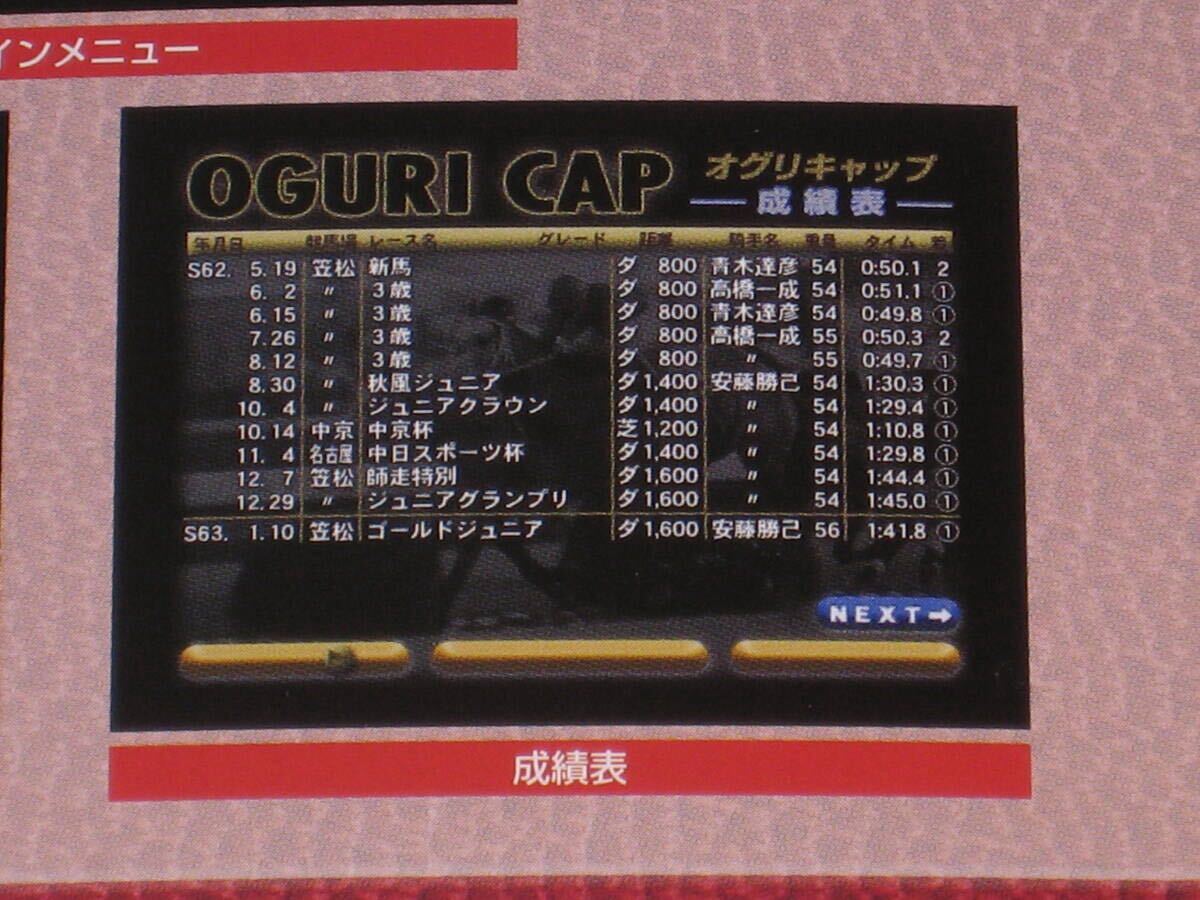 インメニュー
OGURI CAP オグリキャップ
成績表
年月日 競馬場 レース名 グレード 距離 騎手名 重量 タイム 着
S62. 5.19 笠松 新馬 ダ 800 青木達彦 54 0:50.1 2
6. 2 〃 3歳 ダ 800 高橋一成 54 0:51.1 ①
6.15 〃 3歳 ダ 800 青木達彦 54 0:49.8 ①
7.26 〃 3歳 ダ 800 高橋一成 55 0:50.3 2
8.12 〃 3歳 ダ 800 〃 55 0:49.7 ①
8.30 〃 秋風ジュニア ダ 1,400 安藤勝己 54 1:30.3 ①
10. 4 〃 ジュニアクラウン ダ 1,400 〃 54 1:29.4 ①
10.14 中京 中京杯 芝 1,200 〃 54 1:10.8 ①
11. 4 名古屋 中日スポーツ杯 ダ 1,400 〃 54 1:29.8 ①
12. 7 笠松 師走特別 ダ 1,600 〃 54 1:44.4 ①
12.29 〃 ジュニアグランプリ ダ 1,600 〃 54 1:45.0 ①
S63. 1.10 笠松 ゴールドジュニア ダ 1,600 安藤勝己 56 1:41.8 ①
NEXT→
成績表